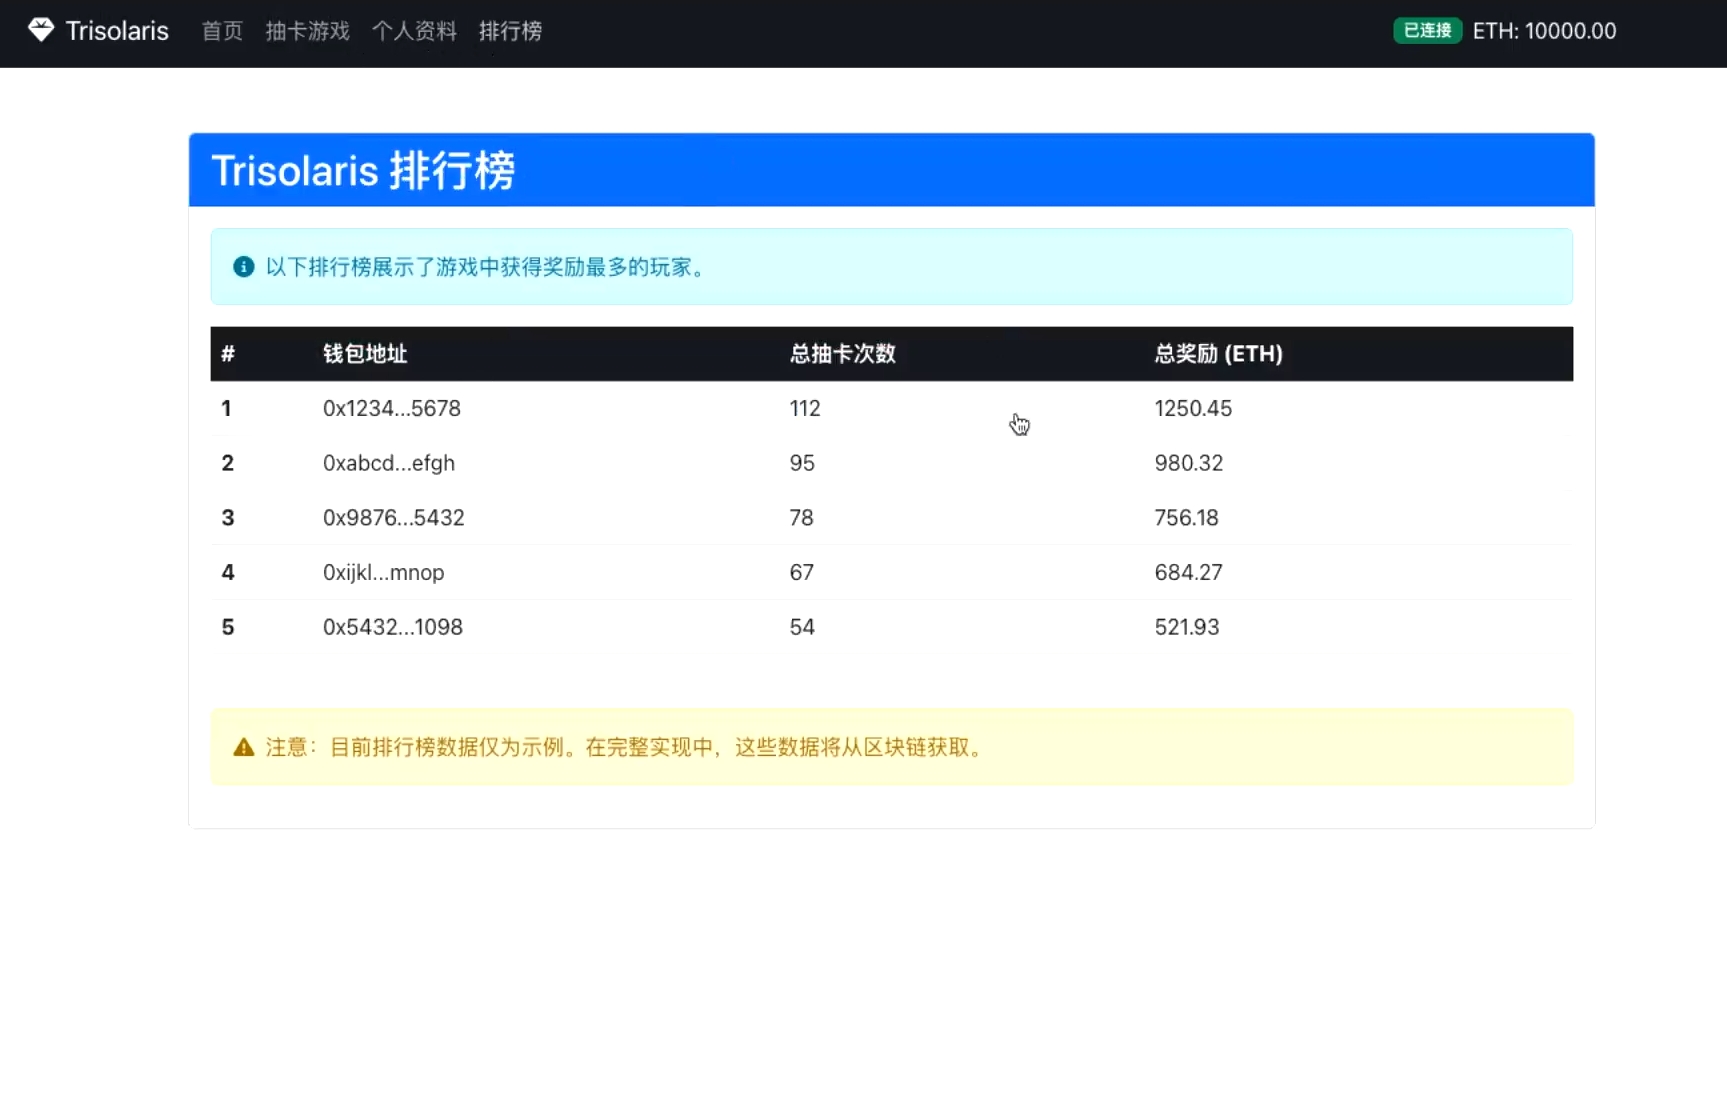 Trisolaris 首页 抽卡游戏 个人资料 排行榜 已连接 ETH: 10000.00
Trisolaris 排行榜
以下排行榜展示了游戏中获得奖励最多的玩家。
# 钱包地址 总抽卡次数 总奖励 (ETH)
1 0x1234...5678 112 1250.45
2 0xabcd...efgh 95 980.32
3 0x9876...5432 78 756.18
4 0xijkl...mnop 67 684.27
5 0x5432...1098 54 521.93
注意：目前排行榜数据仅为示例。在完整实现中，这些数据将从区块链获取。